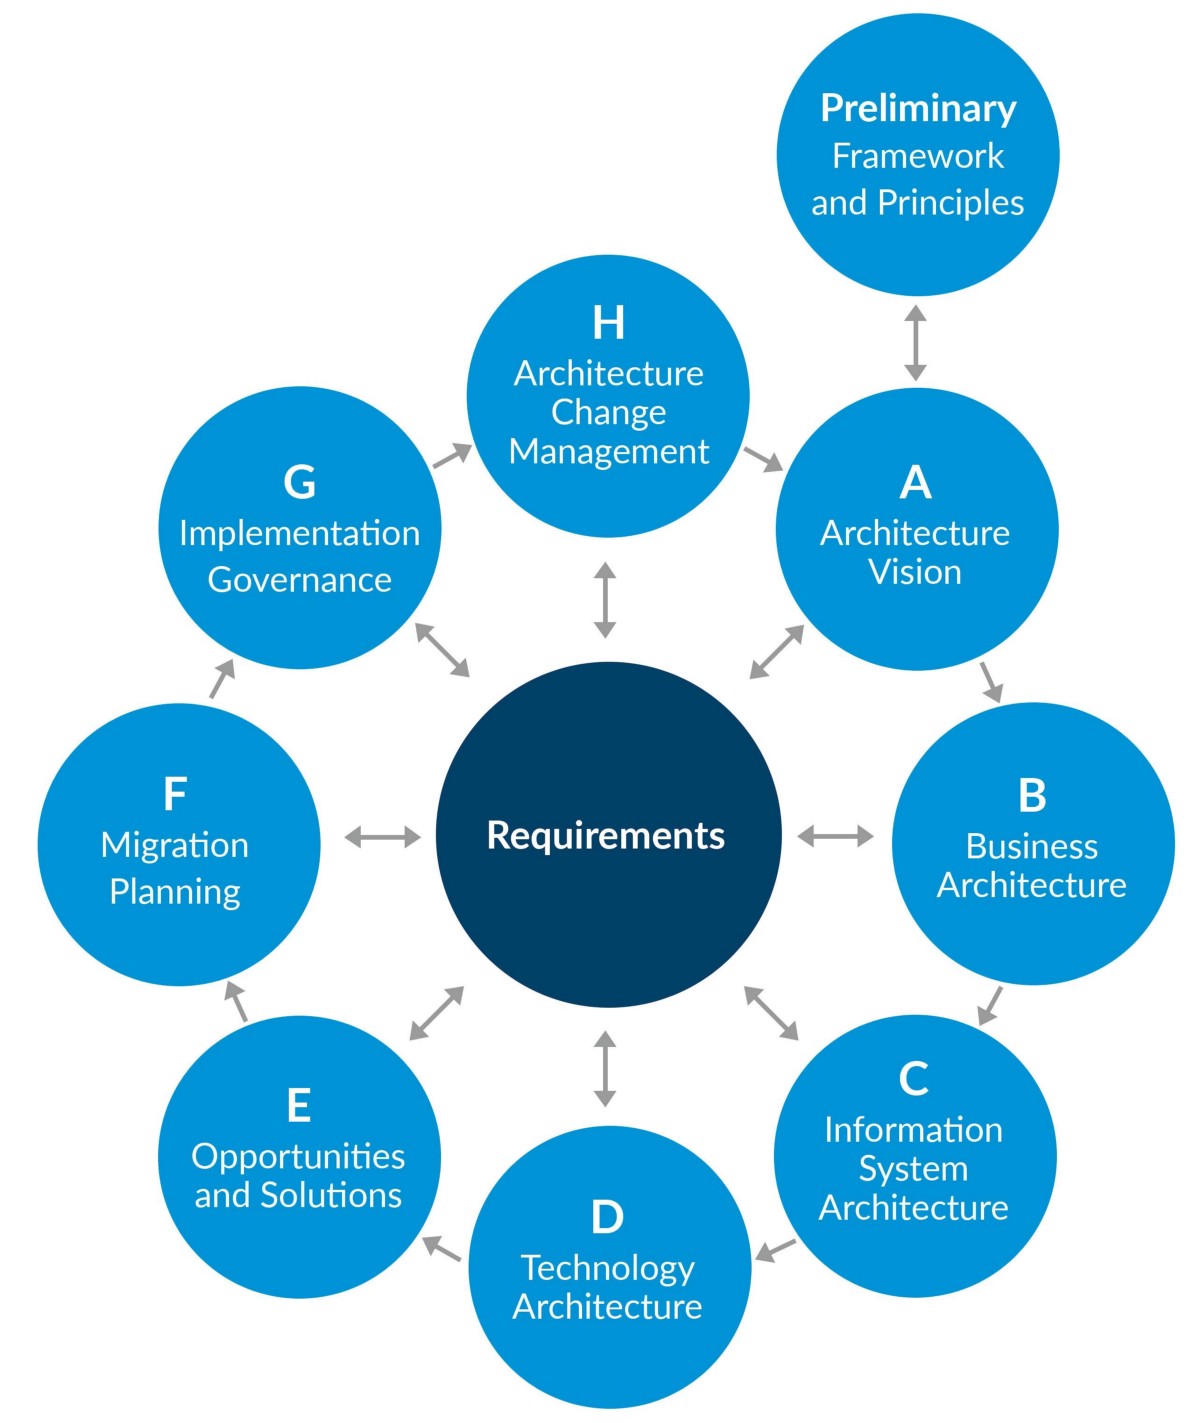 Preliminary
Framework
and Principles
H
Architecture
Change
Management
A
Architecture
Vision
B
Business
Architecture
C
Information
System
Architecture
D
Technology
Architecture
E
Opportunities
and Solutions
F
Migration
Planning
G
Implementation
Governance
Requirements